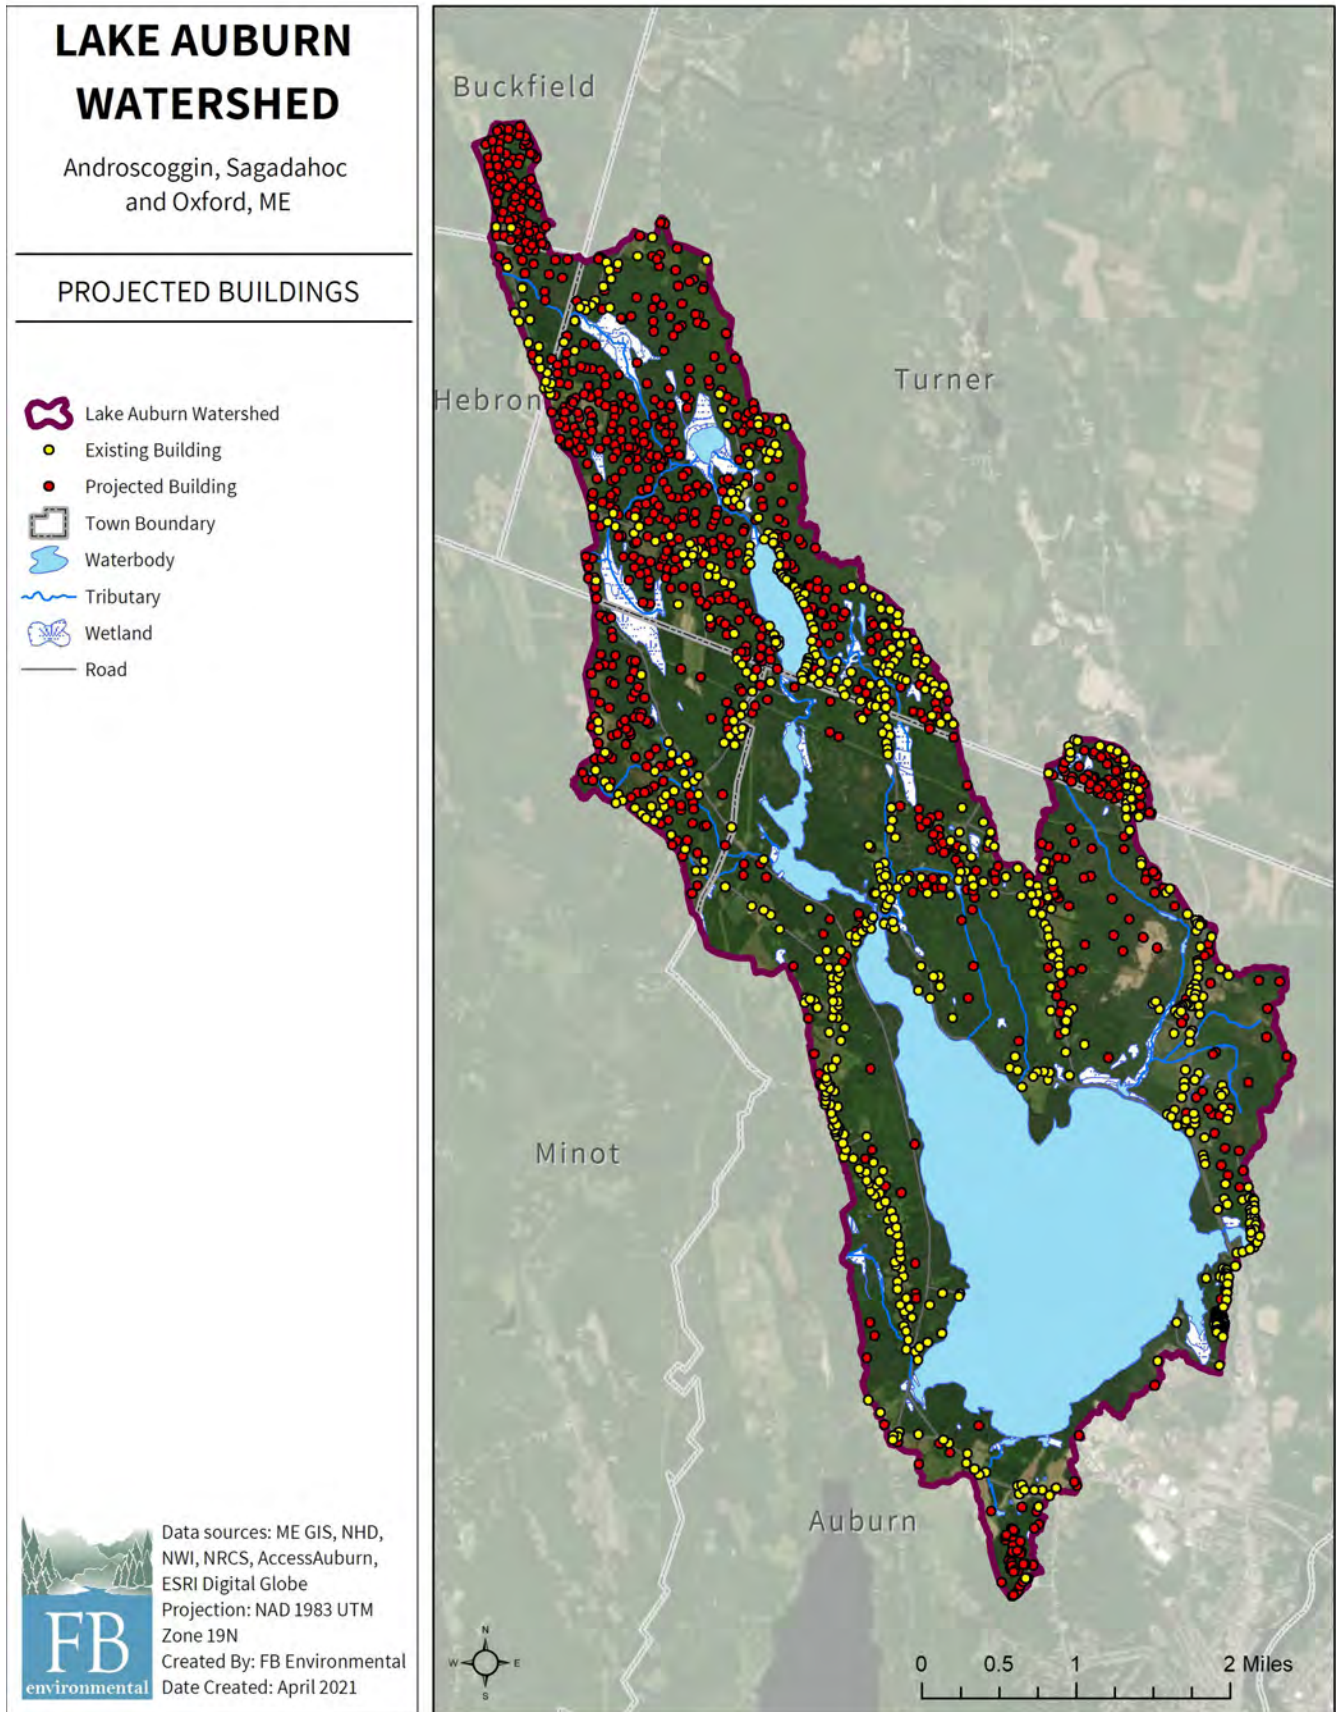 LAKE AUBURN
WATERSHED
Androscoggin, Sagadahoc
and Oxford, ME
PROJECTED BUILDINGS
Lake Auburn Watershed
Existing Building
Projected Building
Town Boundary
Waterbody
Tributary
Wetland
Road
FB
environmental
Data sources: ME GIS, NHD,
NWI, NRCS, AccessAuburn,
ESRI Digital Globe
Projection: NAD 1983 UTM
Zone 19N
Created By: FB Environmental
Date Created: April 2021
Buckfield
Turner
Hebron
Minot
Auburn
N
W E
S
0 0.5 1 2 Miles